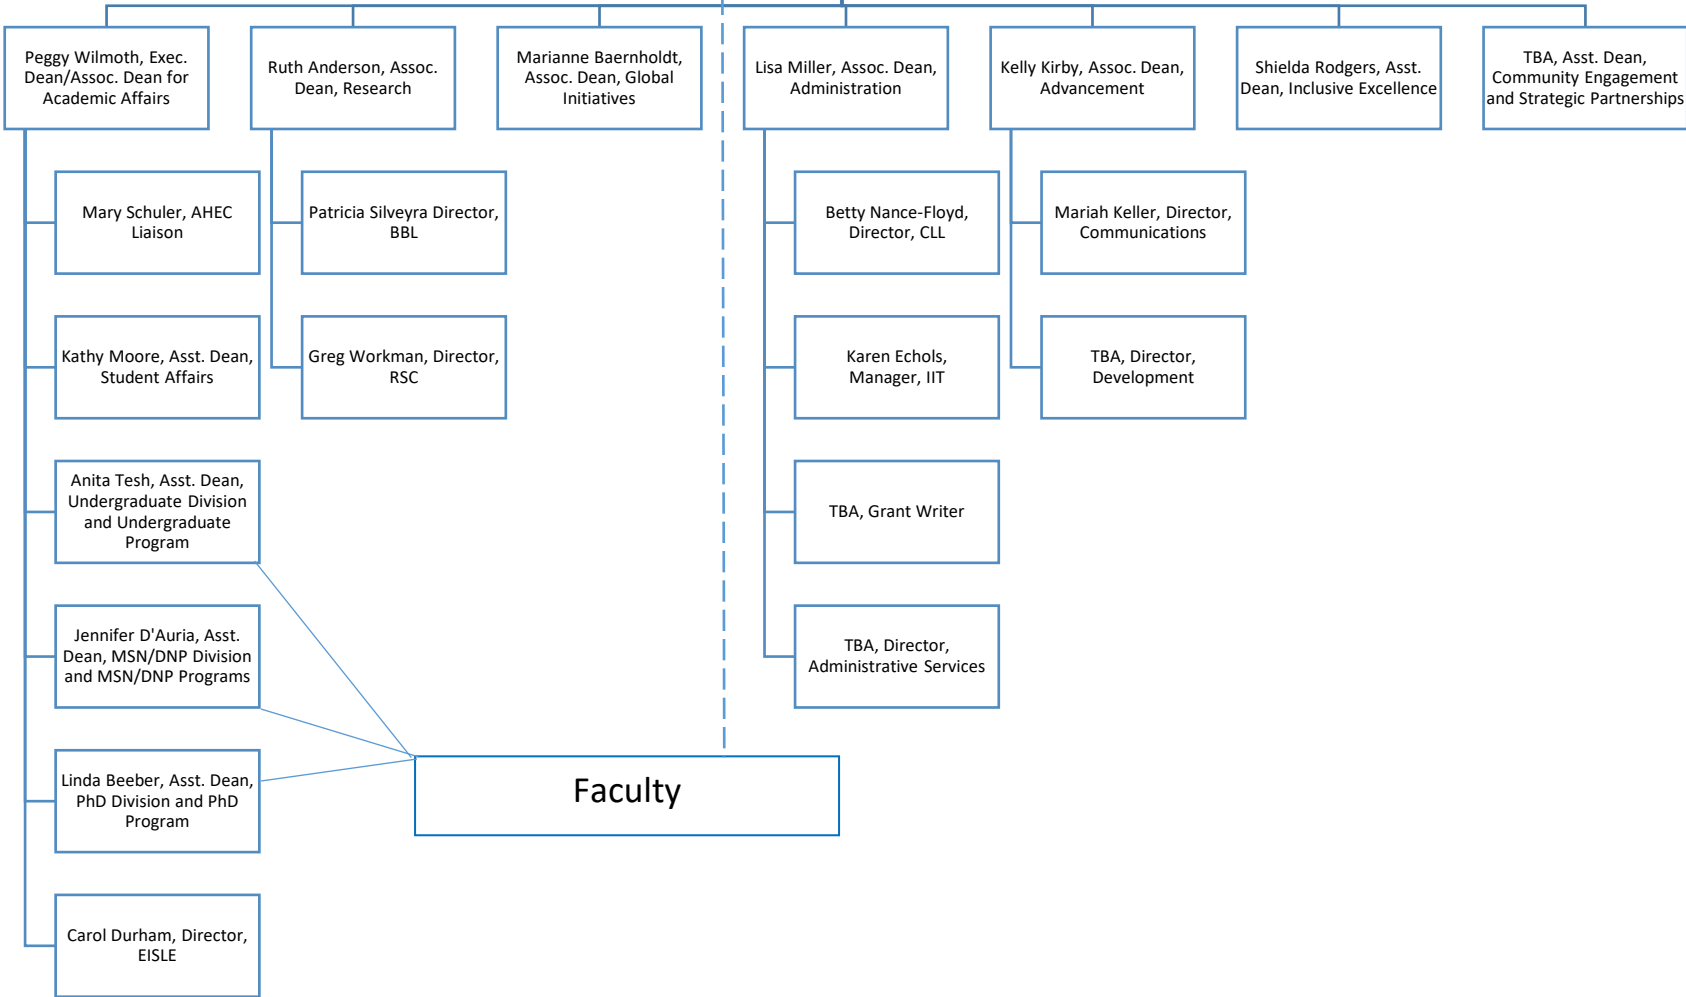 Peggy Wilmoth, Exec.
Dean/Assoc. Dean for
Academic Affairs
Ruth Anderson, Assoc.
Dean, Research
Marianne Baernholdt,
Assoc. Dean, Global
Initiatives
Lisa Miller, Assoc. Dean,
Administration
Kelly Kirby, Assoc. Dean,
Advancement
Shielda Rodgers, Asst.
Dean, Inclusive Excellence
TBA, Asst. Dean,
Community Engagement
and Strategic Partnerships
Mary Schuler, AHEC
Liaison
Patricia Silveyra Director,
BBL
Betty Nance-Floyd,
Director, CLL
Mariah Keller, Director,
Communications
Kathy Moore, Asst. Dean,
Student Affairs
Greg Workman, Director,
RSC
Karen Echols,
Manager, IIT
TBA, Director,
Development
Anita Tesh, Asst. Dean,
Undergraduate Division
and Undergraduate
Program
TBA, Grant Writer
Jennifer D'Auria, Asst.
Dean, MSN/DNP Division
and MSN/DNP Programs
TBA, Director,
Administrative Services
Linda Beeber, Asst. Dean,
PhD Division and PhD
Program
Faculty
Carol Durham, Director,
EISLE